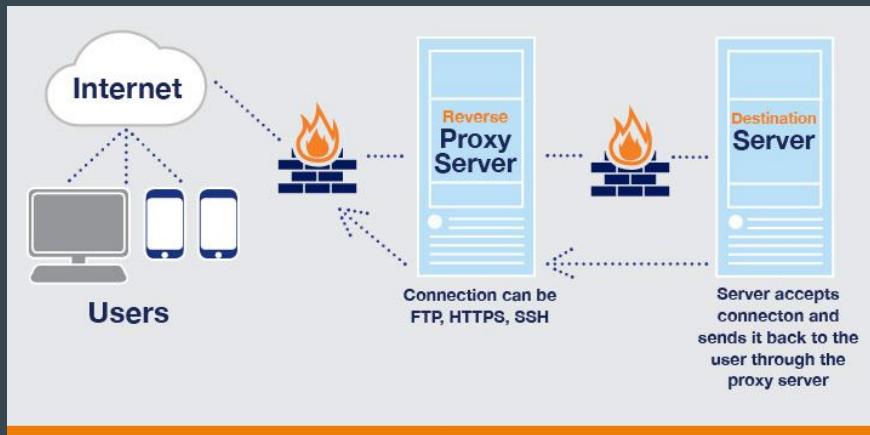 Internet
Users
Reverse
Proxy
Server
Connection can be
FTP, HTTPS, SSH
Destination
Server
Server accepts
connecton and
sends it back to the
user through the
proxy server